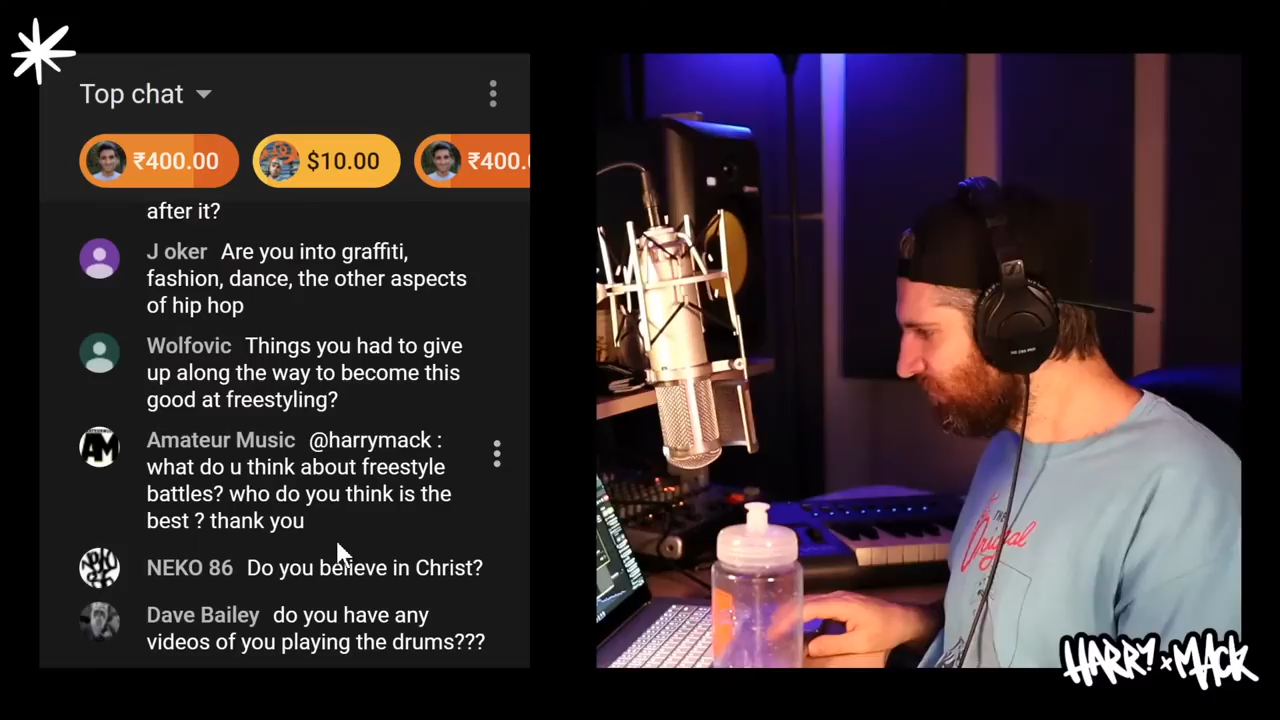 Top chat
₹400.00
$10.00
₹400.
after it?
J oker Are you into graffiti,
fashion, dance, the other aspects
of hip hop
Wolfovic Things you had to give
up along the way to become this
good at freestyling?
Amateur Music @harrymack :
what do u think about freestyle
battles? who do you think is the
best ? thank you
NEKO 86 Do you believe in Christ?
Dave Bailey do you have any
videos of you playing the drums???
AM
Original
HARRY x MACK